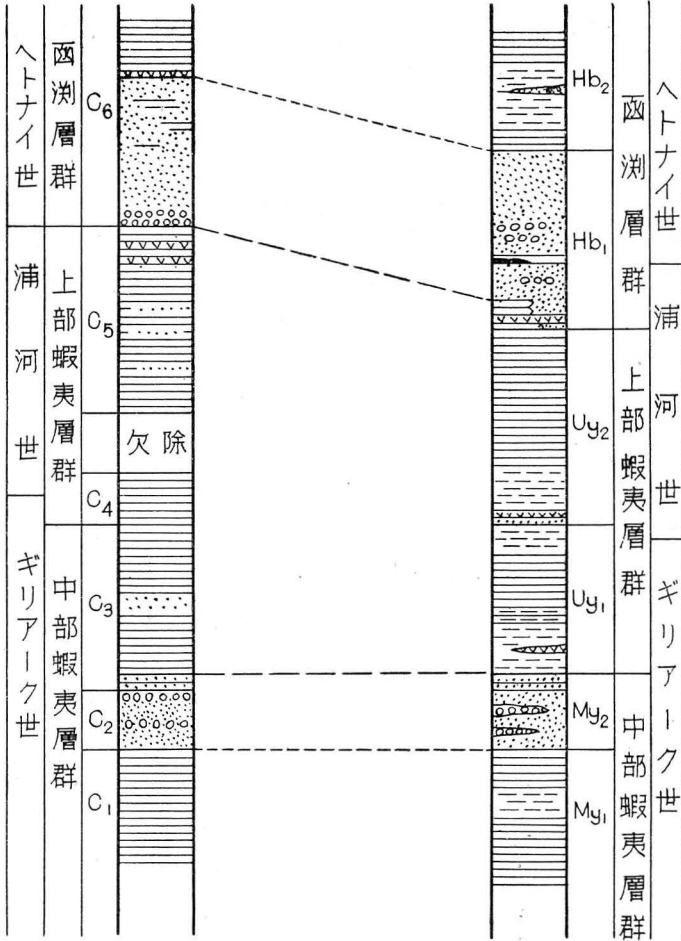 ヘトナイ世
浦河世
ギリアーク世
函渕層群
上部蝦夷層群
中部蝦夷層群
C6
C5
C4
C3
C2
C1
欠除
Hb2
Hb1
Uy2
Uy1
My2
My1
函渕層群
上部蝦夷層群
中部蝦夷層群
ヘトナイ世
浦河世
ギリアーク世